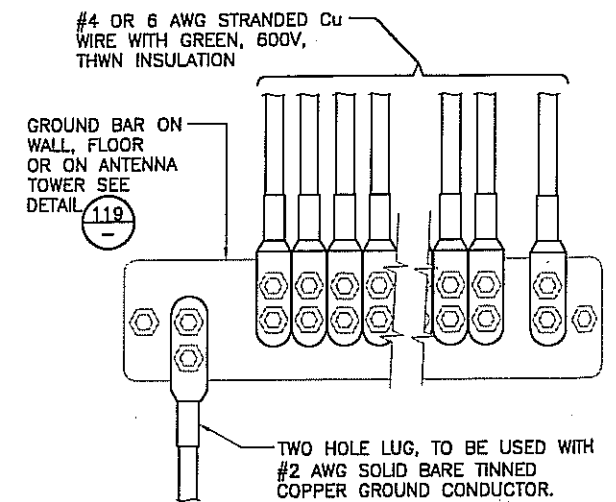 #4 OR 6 AWG STRANDED Cu
WIRE WITH GREEN, 600V,
THWN INSULATION
GROUND BAR ON
WALL, FLOOR
OR ON ANTENNA
TOWER SEE
DETAIL
119
–
TWO HOLE LUG, TO BE USED WITH
#2 AWG SOLID BARE TINNED
COPPER GROUND CONDUCTOR.